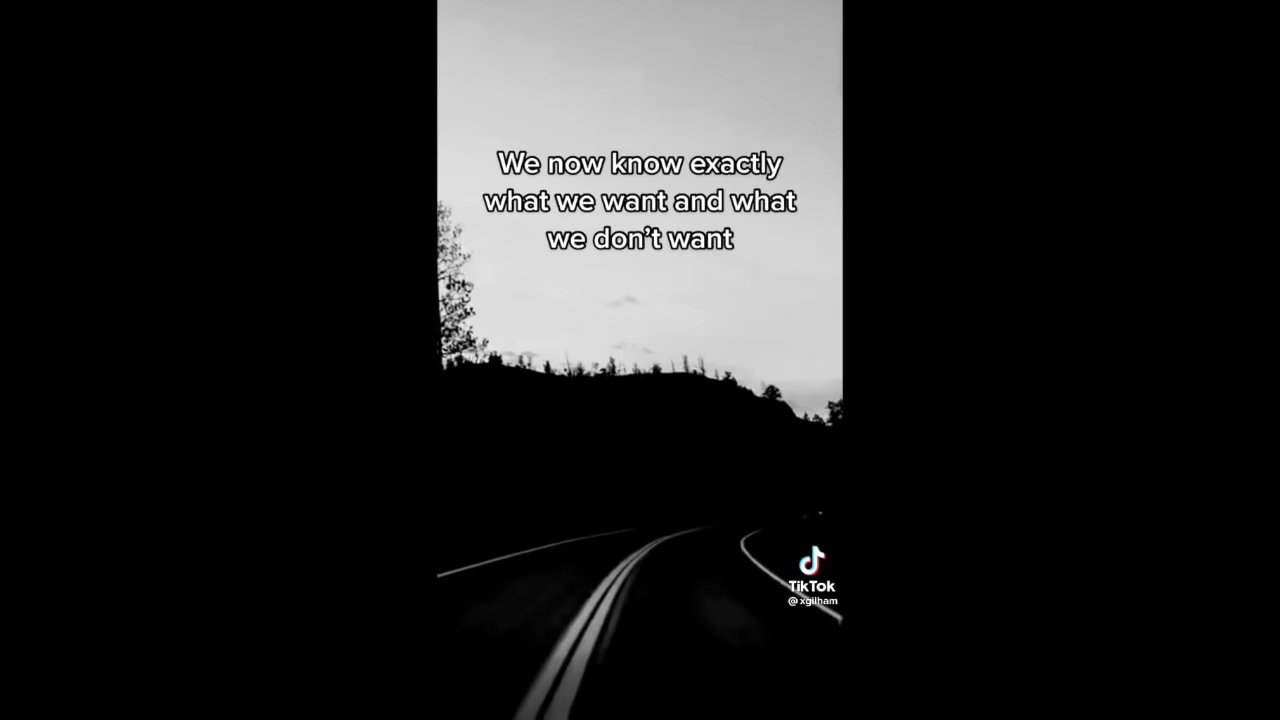 We now know exactly
what we want and what
we don't want
TikTok
@xgilham